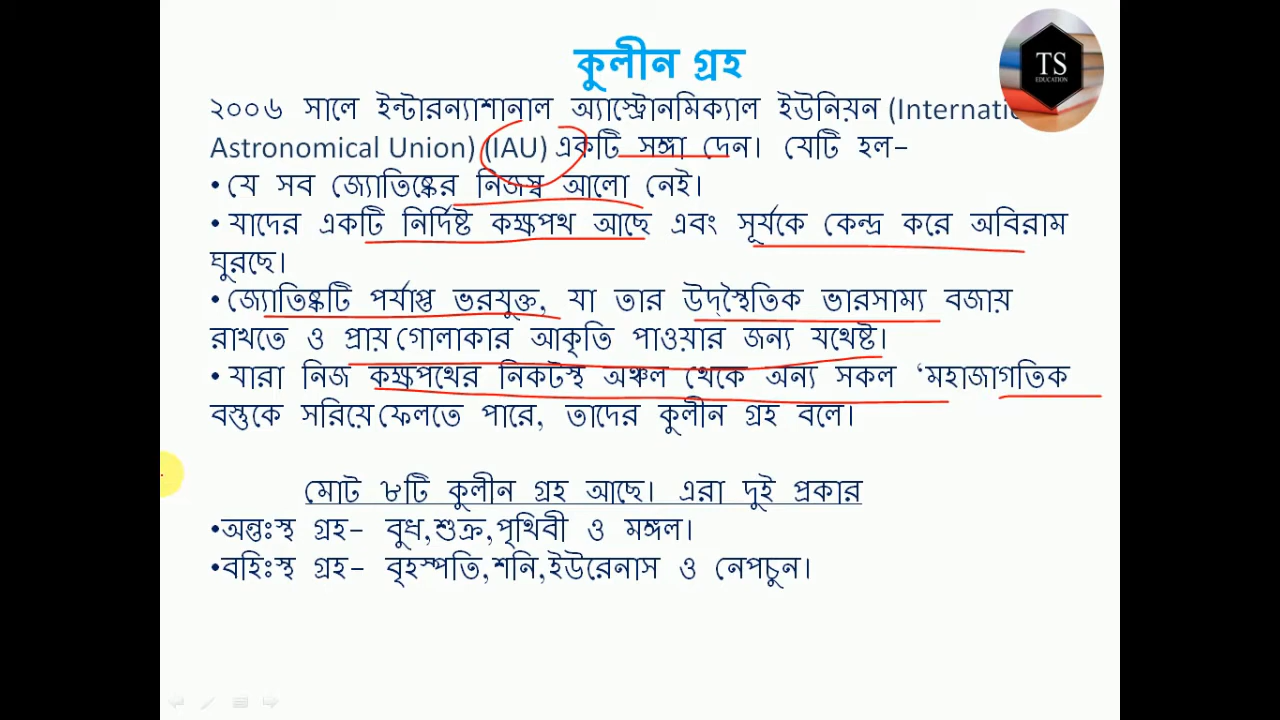 কুলীন গ্রহ
TS
EDUCATION
২০০৬ সালে ইন্টারন্যাশানাল অ্যাস্ট্রোনমিক্যাল ইউনিয়ন (Internatio
Astronomical Union) (IAU) একটি সঙ্গা দেন। যেটি হল–
• যে সব জ্যোতিষ্কের নিজস্ব আলো নেই।
• যাদের একটি নির্দিষ্ট কক্ষপথ আছে এবং সূর্যকে কেন্দ্র করে অবিরাম
ঘুরছে।
• জ্যোতিষ্কটি পর্যাপ্ত ভরযুক্ত, যা তার উদ্‌স্থৈতিক ভারসাম্য বজায়
রাখতে ও প্রায় গোলাকার আকৃতি পাওয়ার জন্য যথেষ্ট।
• যারা নিজ কক্ষপথের নিকটস্থ অঞ্চল থেকে অন্য সকল ‘মহাজাগতিক
বস্তুকে সরিয়ে ফেলতে পারে, তাদের কুলীন গ্রহ বলে।
মোট ৮টি কুলীন গ্রহ আছে। এরা দুই প্রকার
•অন্তঃস্থ গ্রহ– বুধ,শুক্র,পৃথিবী ও মঙ্গল।
•বহিঃস্থ গ্রহ– বৃহস্পতি,শনি,ইউরেনাস ও নেপচুন।